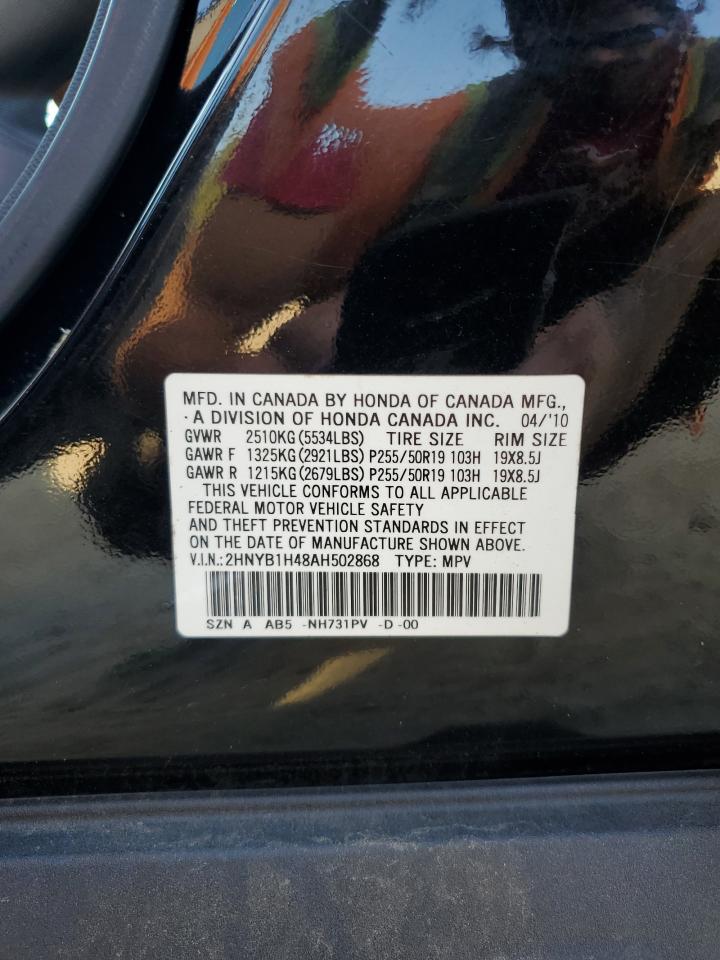 MFD. IN CANADA BY HONDA OF CANADA MFG.,
·A DIVISION OF HONDA CANADA INC. 04/'10
GVWR 2510KG(5534LBS) TIRE SIZE RIM SIZE
GAWR F 1325KG(2921LBS)P255/50R19 103H 19X8.5J
GAWR R 1215KG(2679LBS)P255/50R19 103H 19X8.5J
THIS VEHICLE CONFORMS TO ALL APPLICABLE
FEDERAL MOTOR VEHICLE SAFETY
AND THEFT PREVENTION STANDARDS IN EFFECT
ON THE DATE OF MANUFACTURE SHOWN ABOVE.
V.I.N.:2HNYB1H48AH502868 TYPE: MPV
SZN A AB5 -NH731PV -D -00